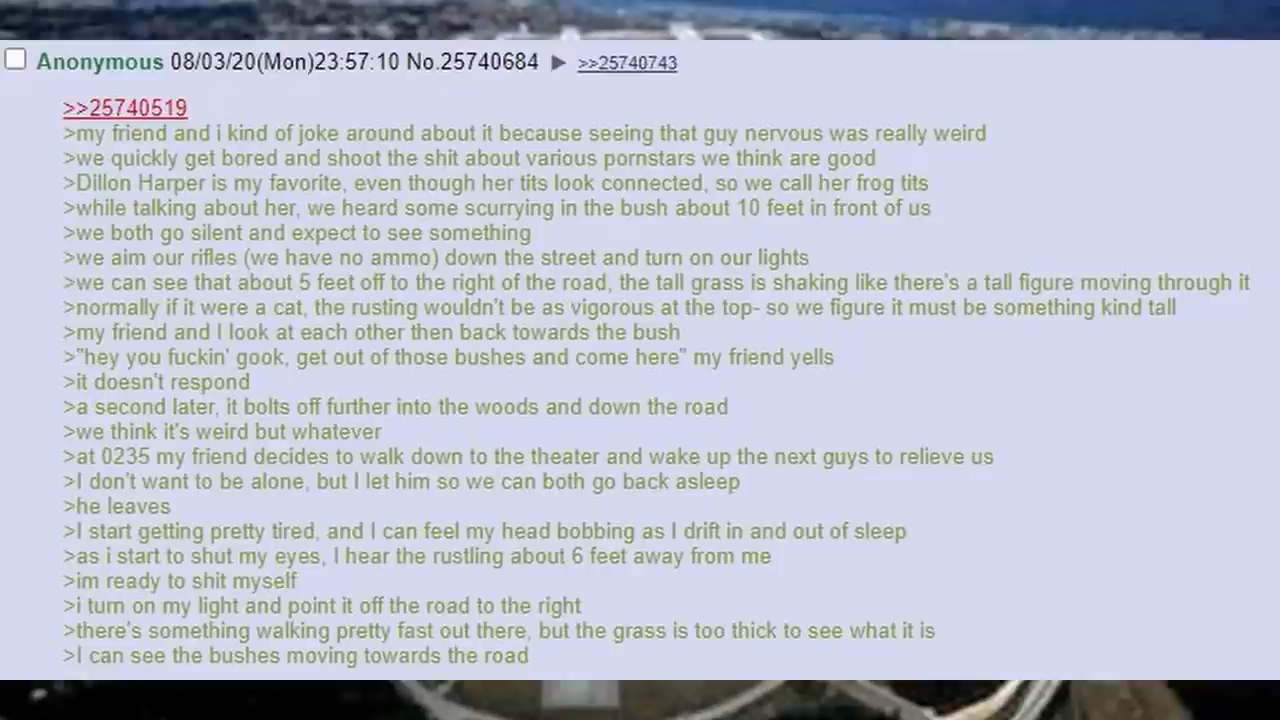 Anonymous 08/03/20(Mon)23:57:10 No.25740684 ▶ >>25740743
>>25740519
>my friend and i kind of joke around about it because seeing that guy nervous was really weird
>we quickly get bored and shoot the shit about various pornstars we think are good
>Dillon Harper is my favorite, even though her tits look connected, so we call her frog tits
>while talking about her, we heard some scurrying in the bush about 10 feet in front of us
>we both go silent and expect to see something
>we aim our rifles (we have no ammo) down the street and turn on our lights
>we can see that about 5 feet off to the right of the road, the tall grass is shaking like there's a tall figure moving through it
>normally if it were a cat, the rusting wouldn't be as vigorous at the top- so we figure it must be something kind tall
>my friend and I look at each other then back towards the bush
>"hey you fuckin' gook, get out of those bushes and come here" my friend yells
>it doesn't respond
>a second later, it bolts off further into the woods and down the road
>we think it's weird but whatever
>at 0235 my friend decides to walk down to the theater and wake up the next guys to relieve us
>I don't want to be alone, but I let him so we can both go back asleep
>he leaves
>I start getting pretty tired, and I can feel my head bobbing as I drift in and out of sleep
>as i start to shut my eyes, I hear the rustling about 6 feet away from me
>im ready to shit myself
>i turn on my light and point it off the road to the right
>there's something walking pretty fast out there, but the grass is too thick to see what it is
>I can see the bushes moving towards the road